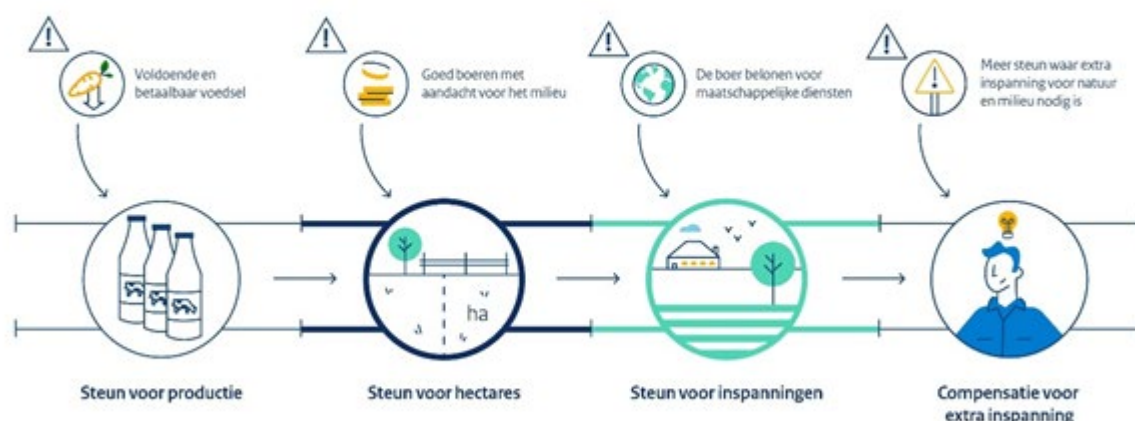 Voldoende en
betaalbaar voedsel
Goed boeren met
aandacht voor het milieu
De boer belonen voor
maatschappelijke diensten
Meer steun waar extra
inspanning voor natuur
en milieu nodig is
ha
Steun voor productie
Steun voor hectares
Steun voor inspanningen
Compensatie voor
extra inspanning